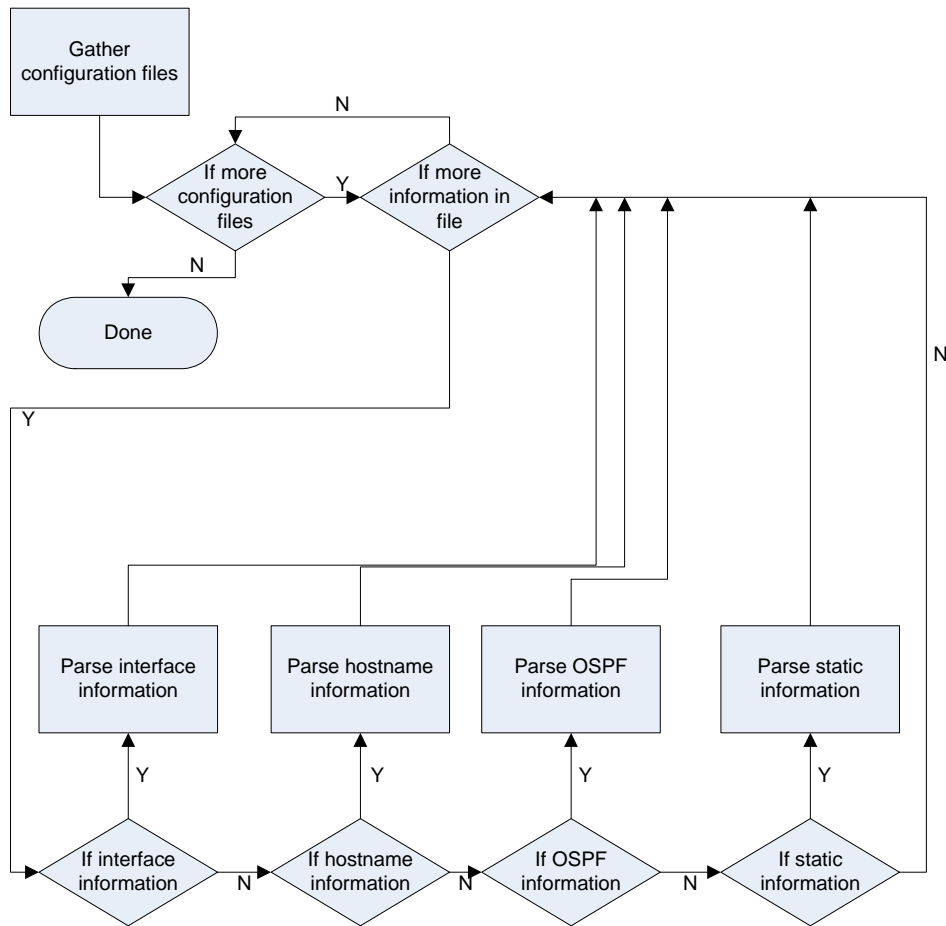 Gather
configuration files
N
If more
configuration
files
Y
If more
information in
file
N
Done
N
Y
Parse interface
information
Parse hostname
information
Parse OSPF
information
Parse static
information
Y
Y
Y
Y
If interface
information
N
If hostname
information
N
If OSPF
information
N
If static
information